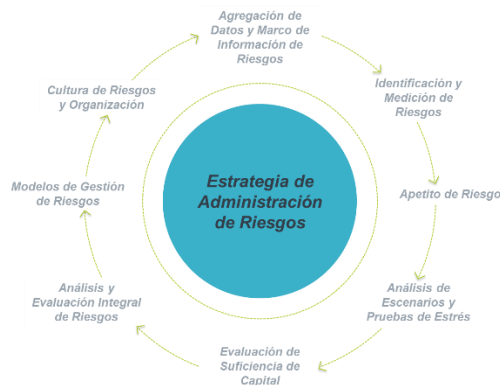 Agregación de
Datos y Marco de
Información de
Riesgos
Identificación y
Medición de
Riesgos
Apetito de Riesgo
Análisis de
Escenarios y
Pruebas de Estrés
Evaluación de
Suficiencia de
Capital
Análisis y
Evaluación Integral
de Riesgos
Modelos de Gestión
de Riesgos
Cultura de Riesgos
y Organización
Estrategia de
Administración
de Riesgos